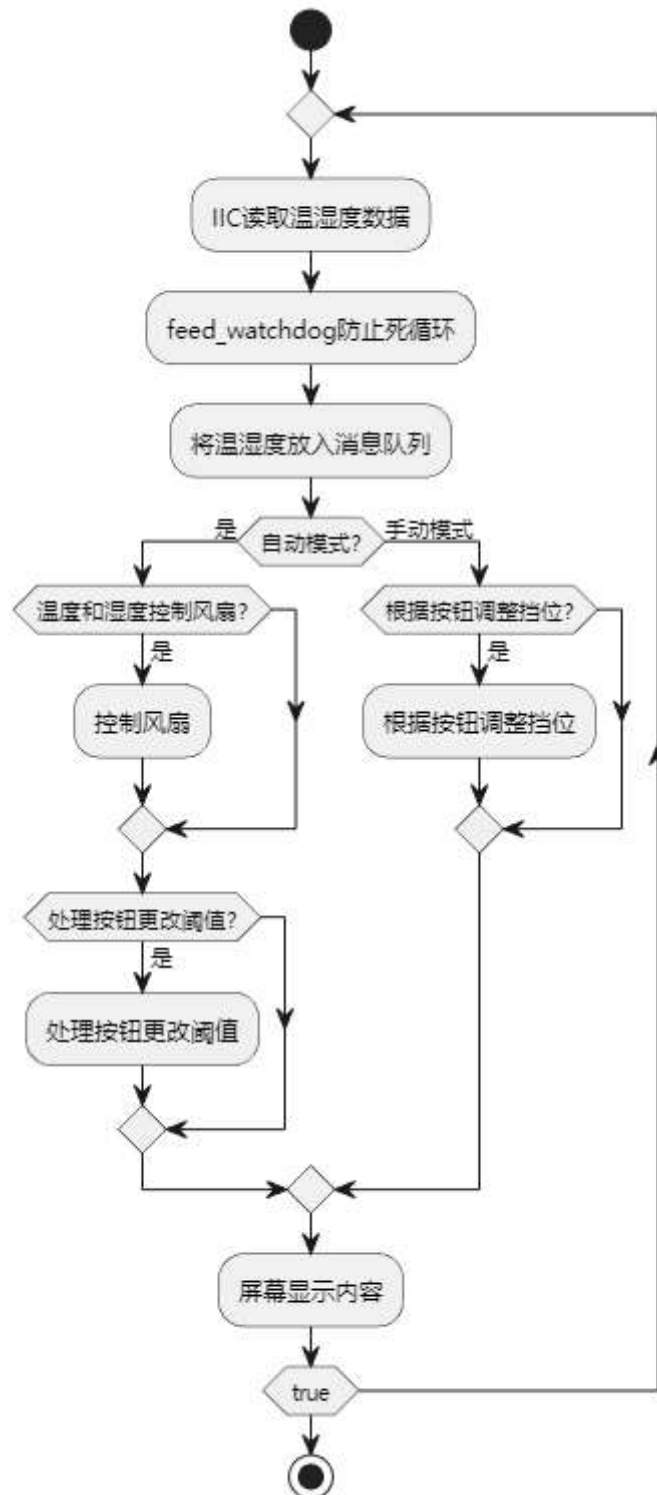 IIC读取温湿度数据
feed_watchdog防止死循环
将温湿度放入消息队列
是
自动模式?
手动模式
温度和湿度控制风扇?
是
控制风扇
处理按钮更改阈值?
是
处理按钮更改阈值
根据按钮调整挡位?
是
根据按钮调整挡位
屏幕显示内容
true